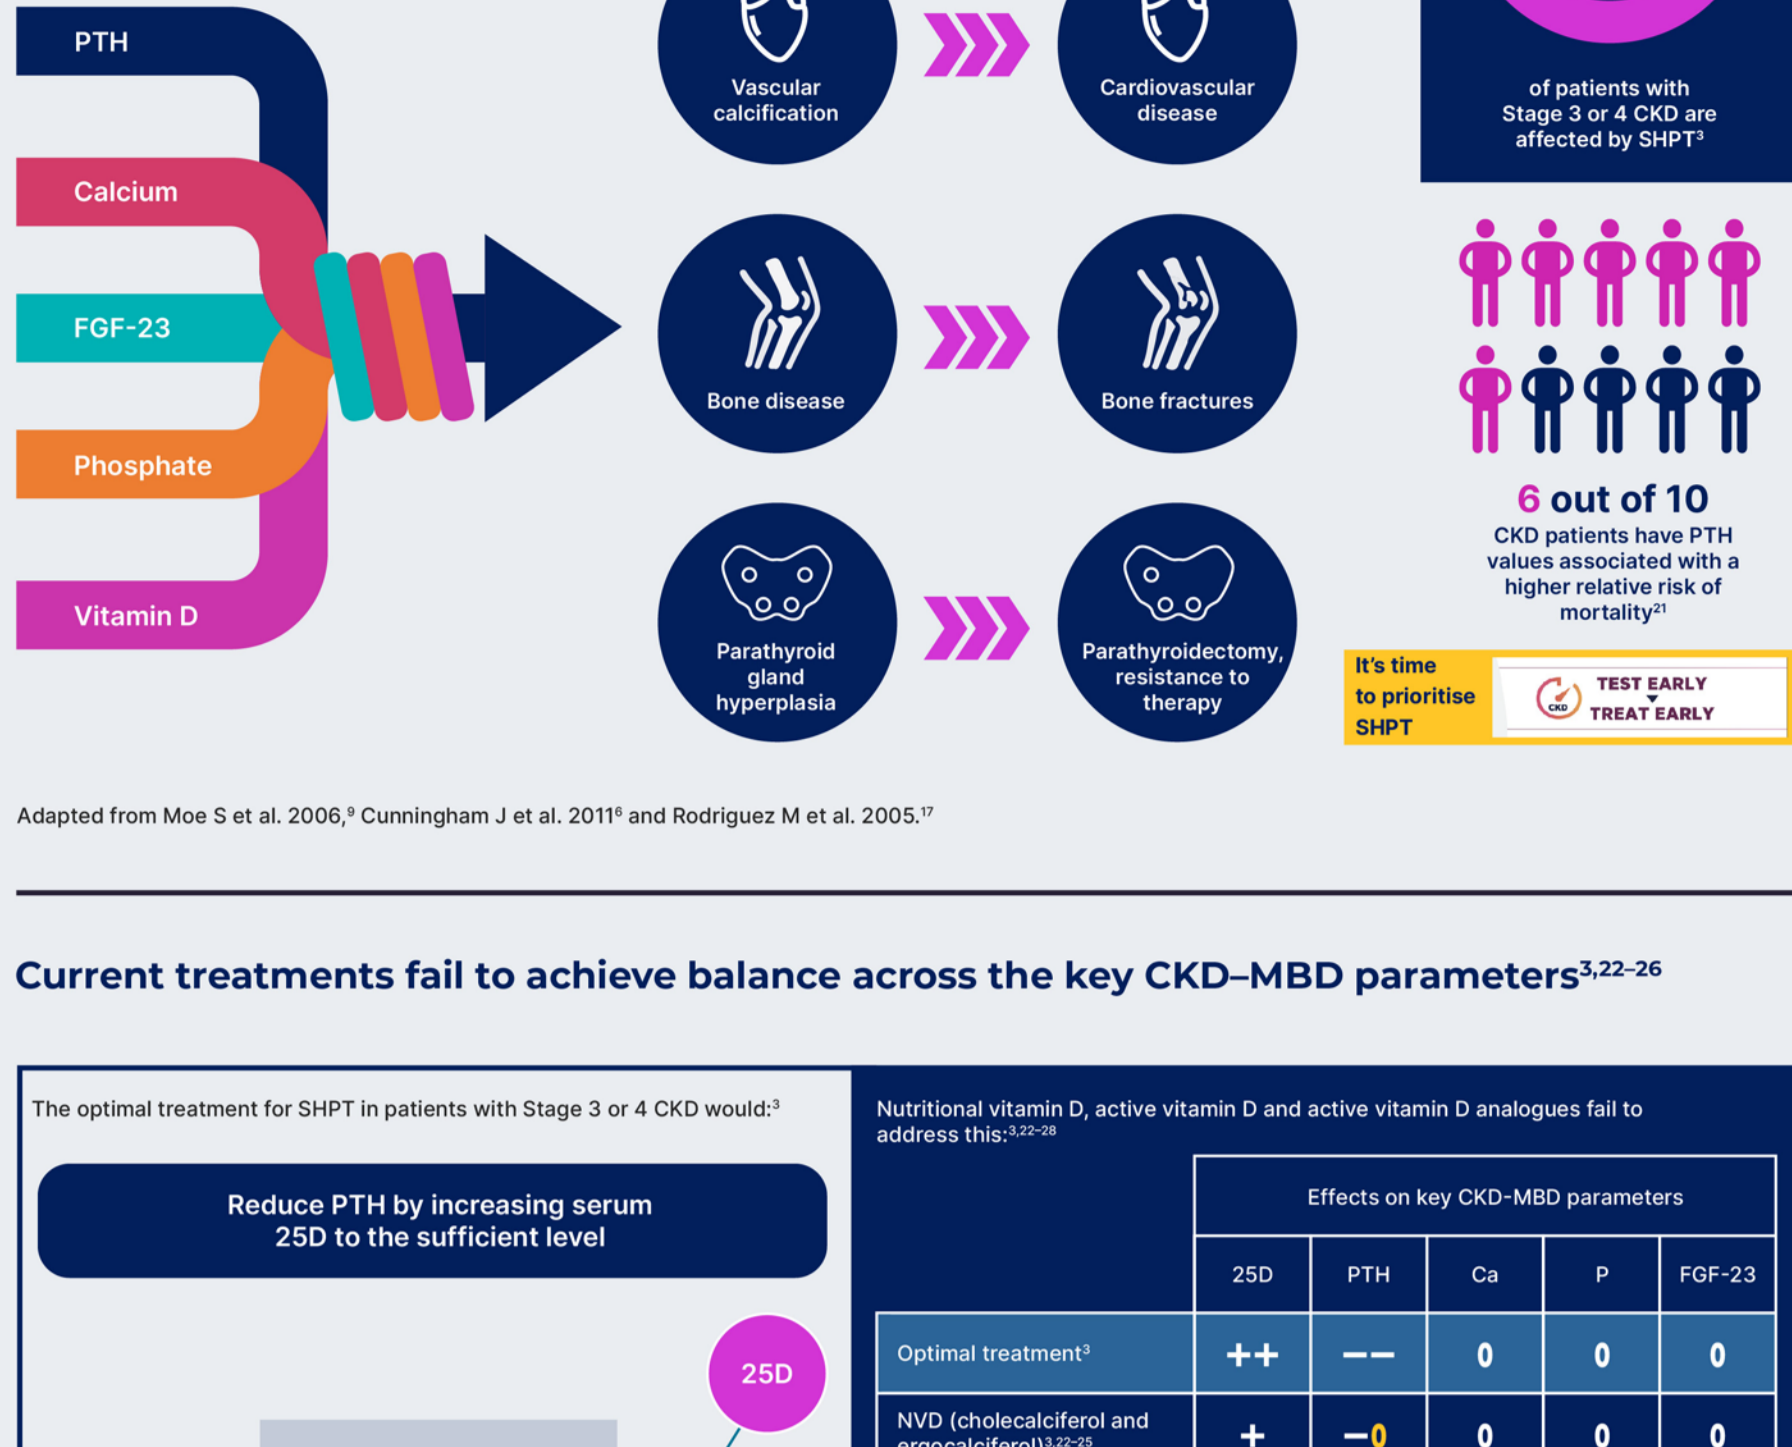 PTH
Calcium
FGF-23
Phosphate
Vitamin D
Vascular
calcification
Cardiovascular
disease
Bone disease
Bone fractures
Parathyroid
gland
hyperplasia
Parathyroidectomy,
resistance to
therapy
of patients with
Stage 3 or 4 CKD are
affected by SHPT³
6 out of 10
CKD patients have PTH
values associated with a
higher relative risk of
mortality²¹
It's time
to prioritise
SHPT
CKD
TEST EARLY
TREAT EARLY
Adapted from Moe S et al. 2006,⁹ Cunningham J et al. 2011⁶ and Rodriguez M et al. 2005.¹⁷
Current treatments fail to achieve balance across the key CKD–MBD parameters³,²²–²⁶
The optimal treatment for SHPT in patients with Stage 3 or 4 CKD would:³
Reduce PTH by increasing serum
25D to the sufficient level
25D
Nutritional vitamin D, active vitamin D and active vitamin D analogues fail to
address this:³,²²–²⁸
Effects on key CKD-MBD parameters
25D PTH Ca P FGF-23
Optimal treatment³ ++ –– 0 0 0
NVD (cholecalciferol and
ergocalciferol)³,²²–²⁵ + –0 0 0 0